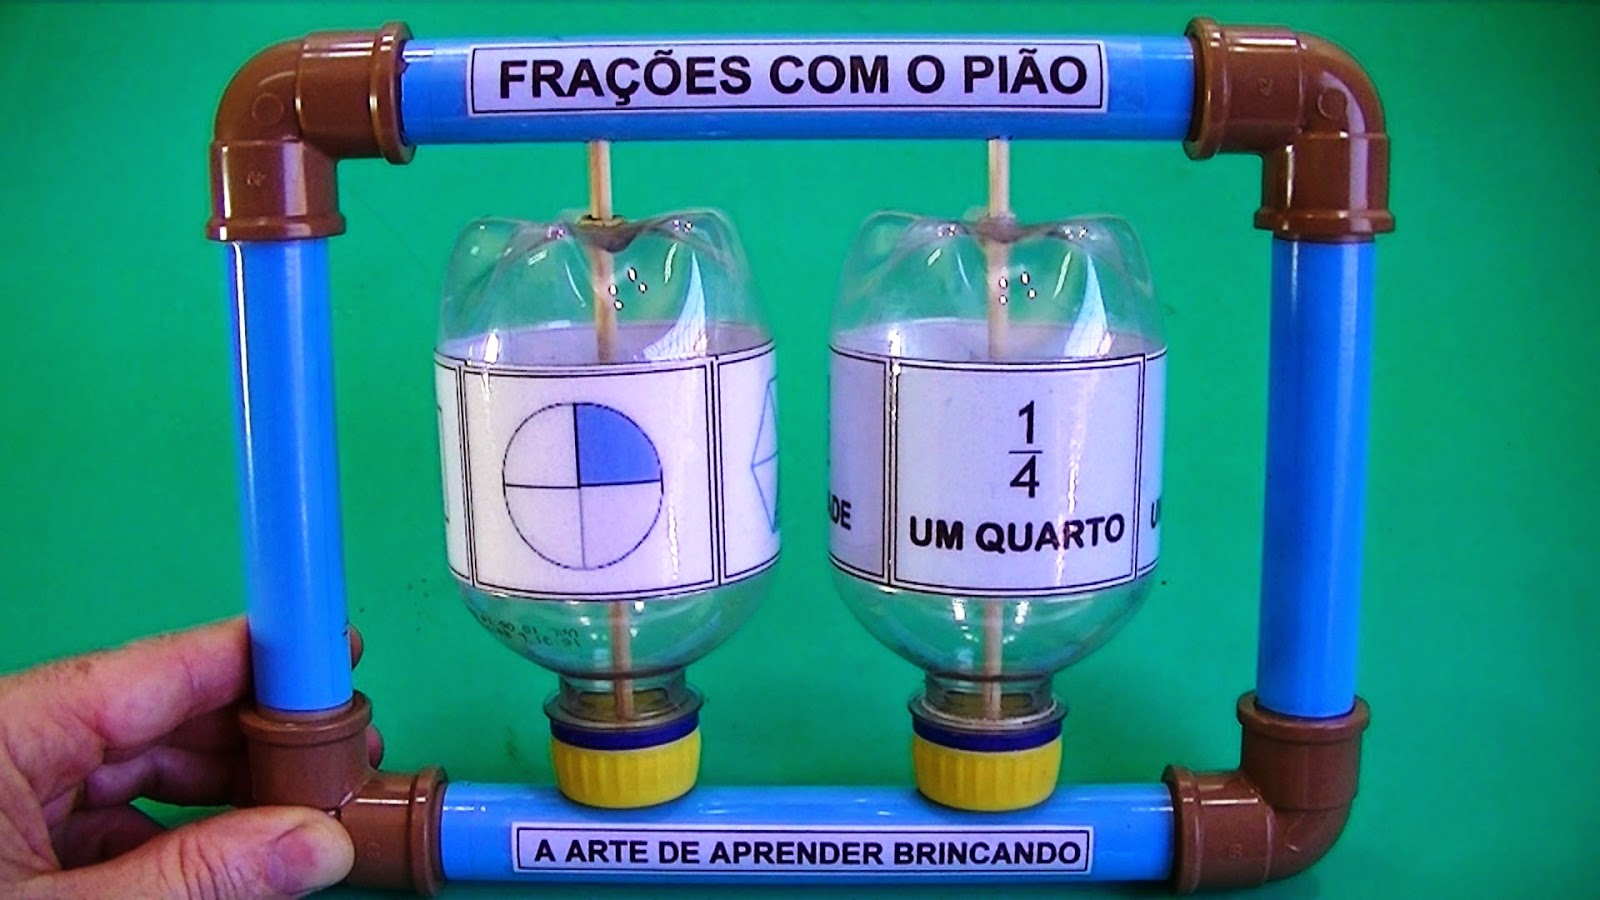 FRAÇÕES COM O PIÃO
1
4
UM QUARTO
A ARTE DE APRENDER BRINCANDO